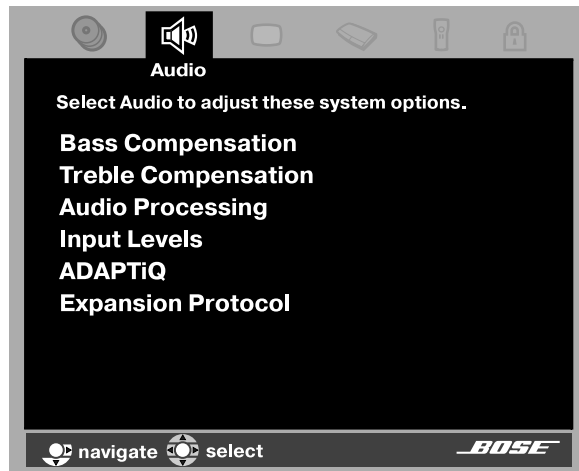 Audio
Select Audio to adjust these system options.
Bass Compensation
Treble Compensation
Audio Processing
Input Levels
ADAPTiQ
Expansion Protocol
navigate select BOSE